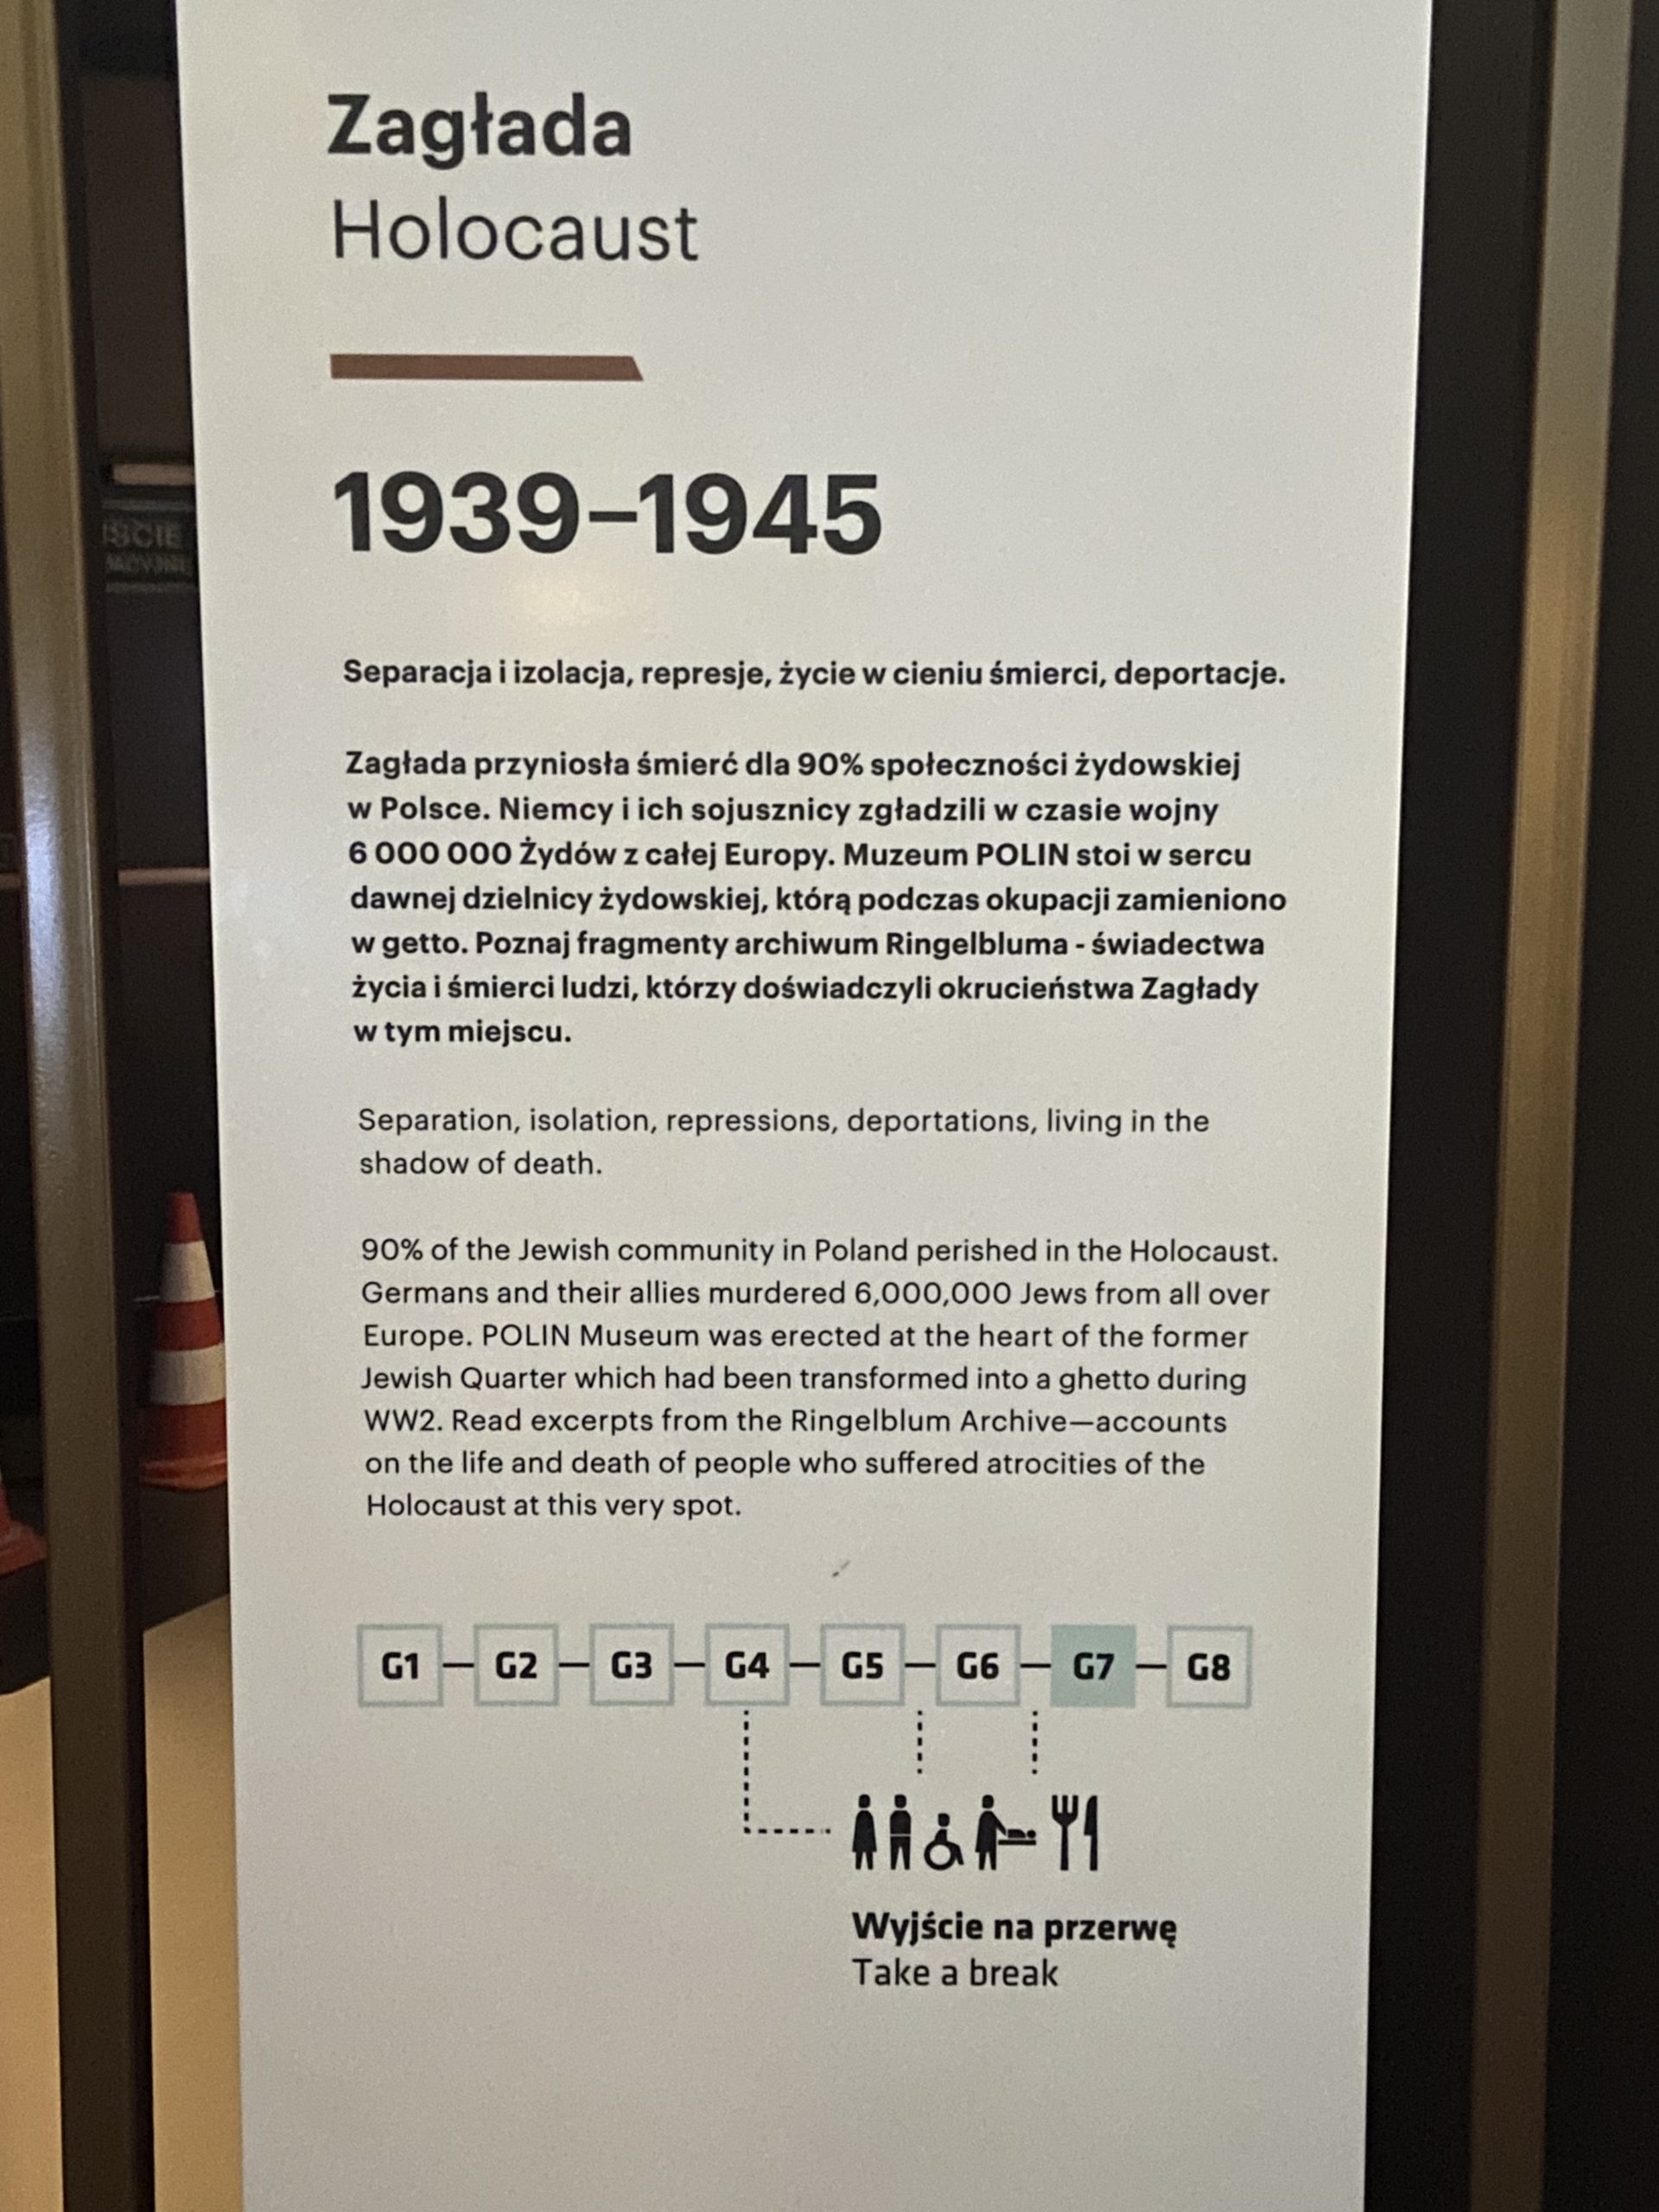 Zagłada
Holocaust
1939–1945
Separacja i izolacja, represje, życie w cieniu śmierci, deportacje.
Zagłada przyniosła śmierć dla 90% społeczności żydowskiej
w Polsce. Niemcy i ich sojusznicy zgładzili w czasie wojny
6 000 000 Żydów z całej Europy. Muzeum POLIN stoi w sercu
dawnej dzielnicy żydowskiej, którą podczas okupacji zamieniono
w getto. Poznaj fragmenty archiwum Ringelbluma - świadectwa
życia i śmierci ludzi, którzy doświadczyli okrucieństwa Zagłady
w tym miejscu.
Separation, isolation, repressions, deportations, living in the
shadow of death.
90% of the Jewish community in Poland perished in the Holocaust.
Germans and their allies murdered 6,000,000 Jews from all over
Europe. POLIN Museum was erected at the heart of the former
Jewish Quarter which had been transformed into a ghetto during
WW2. Read excerpts from the Ringelblum Archive—accounts
on the life and death of people who suffered atrocities of the
Holocaust at this very spot.
G1 G2 G3 G4 G5 G6 G7 G8
Wyjście na przerwę
Take a break